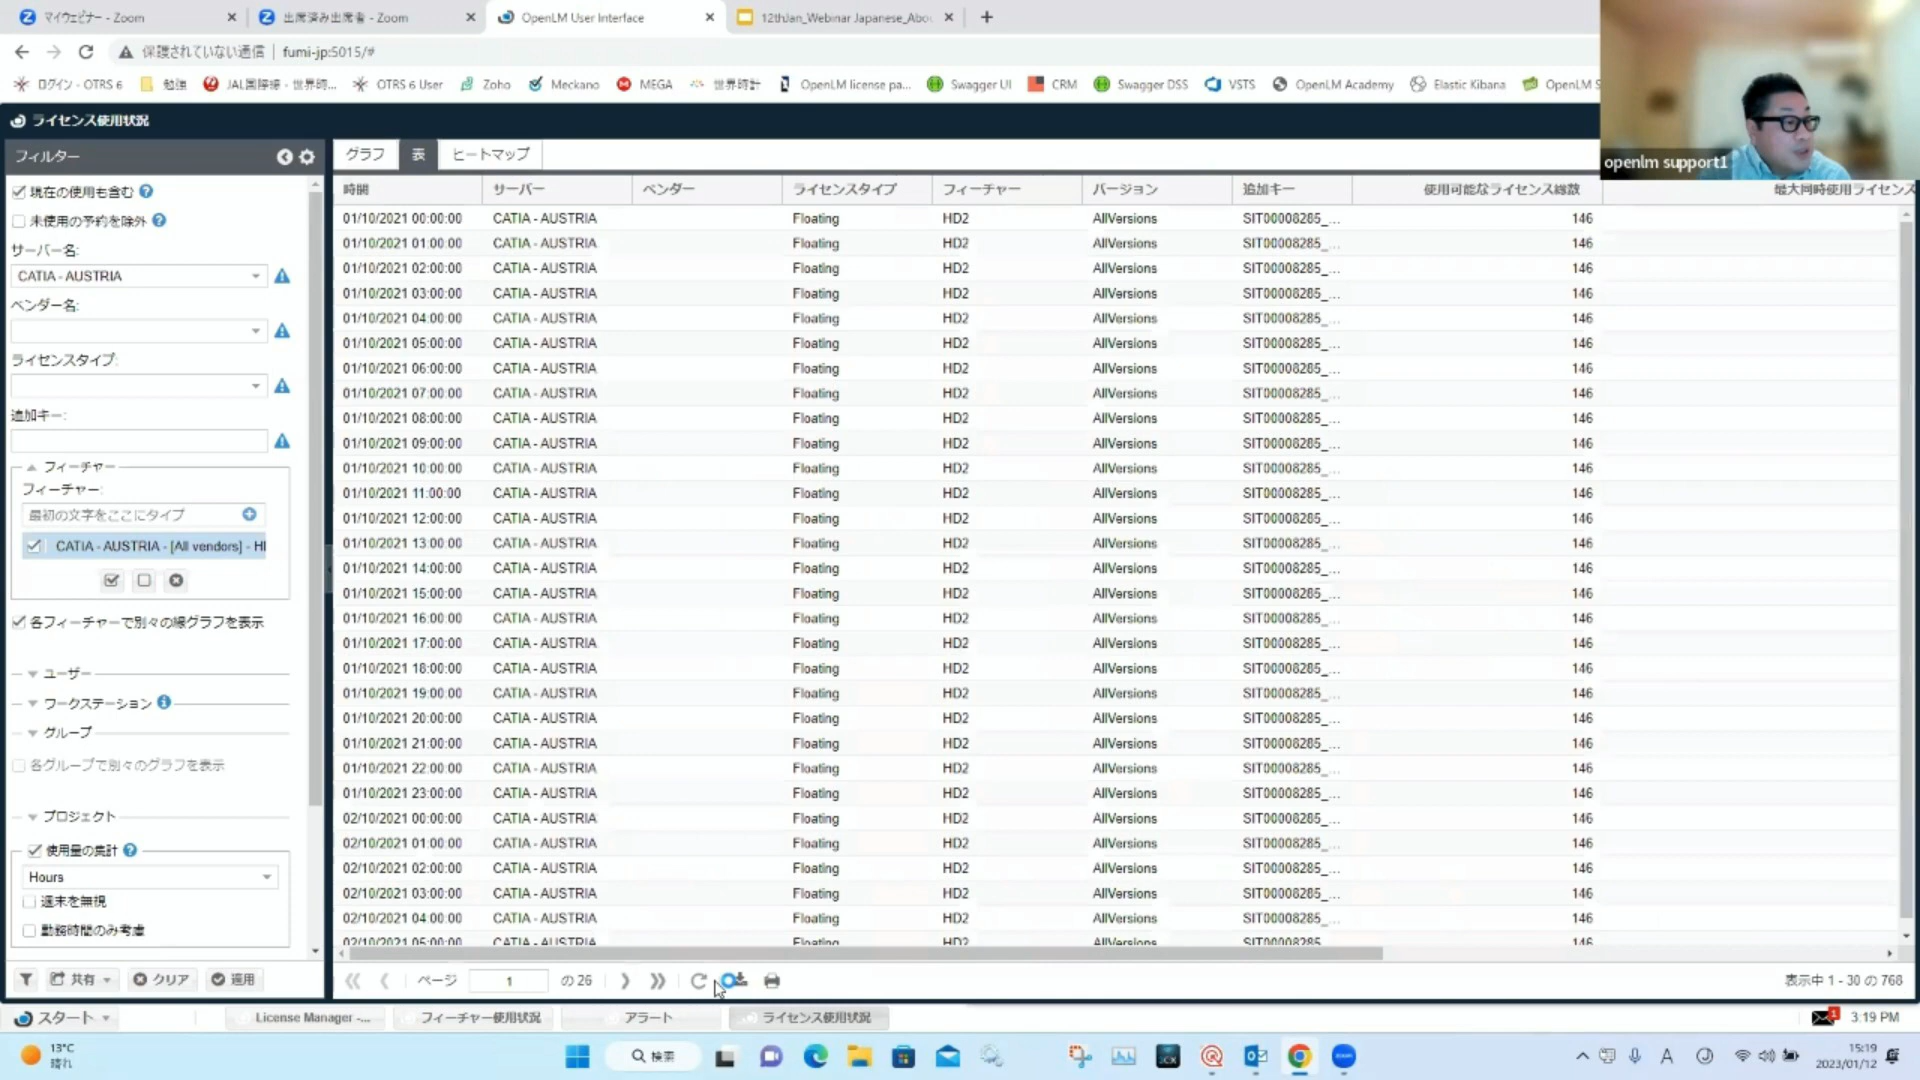 マイウェビナー - Zoom
出席済み出席者 - Zoom
OpenLM User Interface
12thJan_Webinar Japanese_Abo
保護されていない通信 | fumi-jp:5015/#
ログイン - OTRS 6
勉強
JAL国際線 - 世界時...
OTRS 6 User
Zoho
Meckano
MEGA
世界時計
OpenLM license pa...
Swagger UI
CRM
Swagger DSS
VSTS
OpenLM Academy
Elastic Kibana
OpenLM S
openlm support1
ライセンス使用状況
フィルター
現在の使用も含む
未使用の予約を除外
サーバー名:
CATIA - AUSTRIA
ベンダー名:
ライセンスタイプ:
追加キー:
フィーチャー
フィーチャー:
最初の文字をここにタイプ
CATIA - AUSTRIA - [All vendors] - HI
各フィーチャーで別々の線グラフを表示
ユーザー
ワークステーション
グループ
各グループで別々のグラフを表示
プロジェクト
使用量の集計
Hours
週末を無視
勤務時間のみ考慮
共有
クリア
適用
グラフ
表
ヒートマップ
時間 サーバー ベンダー ライセンスタイプ フィーチャー バージョン 追加キー 使用可能なライセンス総数 最大同時使用ライセンス
01/10/2021 00:00:00 CATIA - AUSTRIA Floating HD2 AllVersions SIT00008285_... 146
01/10/2021 01:00:00 CATIA - AUSTRIA Floating HD2 AllVersions SIT00008285_... 146
01/10/2021 02:00:00 CATIA - AUSTRIA Floating HD2 AllVersions SIT00008285_... 146
01/10/2021 03:00:00 CATIA - AUSTRIA Floating HD2 AllVersions SIT00008285_... 146
01/10/2021 04:00:00 CATIA - AUSTRIA Floating HD2 AllVersions SIT00008285_... 146
01/10/2021 05:00:00 CATIA - AUSTRIA Floating HD2 AllVersions SIT00008285_... 146
01/10/2021 06:00:00 CATIA - AUSTRIA Floating HD2 AllVersions SIT00008285_... 146
01/10/2021 07:00:00 CATIA - AUSTRIA Floating HD2 AllVersions SIT00008285_... 146
01/10/2021 08:00:00 CATIA - AUSTRIA Floating HD2 AllVersions SIT00008285_... 146
01/10/2021 09:00:00 CATIA - AUSTRIA Floating HD2 AllVersions SIT00008285_... 146
01/10/2021 10:00:00 CATIA - AUSTRIA Floating HD2 AllVersions SIT00008285_... 146
01/10/2021 11:00:00 CATIA - AUSTRIA Floating HD2 AllVersions SIT00008285_... 146
01/10/2021 12:00:00 CATIA - AUSTRIA Floating HD2 AllVersions SIT00008285_... 146
01/10/2021 13:00:00 CATIA - AUSTRIA Floating HD2 AllVersions SIT00008285_... 146
01/10/2021 14:00:00 CATIA - AUSTRIA Floating HD2 AllVersions SIT00008285_... 146
01/10/2021 15:00:00 CATIA - AUSTRIA Floating HD2 AllVersions SIT00008285_... 146
01/10/2021 16:00:00 CATIA - AUSTRIA Floating HD2 AllVersions SIT00008285_... 146
01/10/2021 17:00:00 CATIA - AUSTRIA Floating HD2 AllVersions SIT00008285_... 146
01/10/2021 18:00:00 CATIA - AUSTRIA Floating HD2 AllVersions SIT00008285_... 146
01/10/2021 19:00:00 CATIA - AUSTRIA Floating HD2 AllVersions SIT00008285_... 146
01/10/2021 20:00:00 CATIA - AUSTRIA Floating HD2 AllVersions SIT00008285_... 146
01/10/2021 21:00:00 CATIA - AUSTRIA Floating HD2 AllVersions SIT00008285_... 146
01/10/2021 22:00:00 CATIA - AUSTRIA Floating HD2 AllVersions SIT00008285_... 146
01/10/2021 23:00:00 CATIA - AUSTRIA Floating HD2 AllVersions SIT00008285_... 146
02/10/2021 00:00:00 CATIA - AUSTRIA Floating HD2 AllVersions SIT00008285_... 146
02/10/2021 01:00:00 CATIA - AUSTRIA Floating HD2 AllVersions SIT00008285_... 146
02/10/2021 02:00:00 CATIA - AUSTRIA Floating HD2 AllVersions SIT00008285_... 146
02/10/2021 03:00:00 CATIA - AUSTRIA Floating HD2 AllVersions SIT00008285_... 146
02/10/2021 04:00:00 CATIA - AUSTRIA Floating HD2 AllVersions SIT00008285_... 146
02/10/2021 05:00:00 CATIA - AUSTRIA Floating HD2 AllVersions SIT00008285 146
ページ 1 の 26
表示中 1 - 30 の 768
スタート
License Manager -...
フィーチャー使用状況
アラート
ライセンス使用状況
1
3:19 PM
13°C
晴れ
検索
A
15:19
2023/01/12